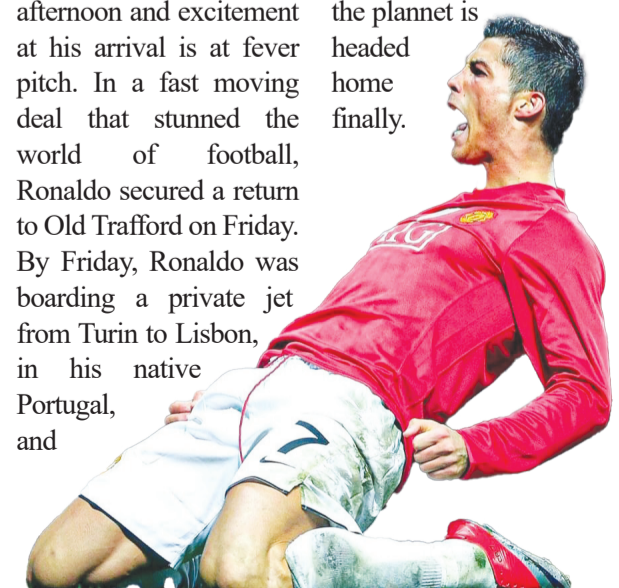 afternoon and excitement
at his arrival is at fever
pitch. In a fast moving
deal that stunned the
world of football,
Ronaldo secured a return
to Old Trafford on Friday.
By Friday, Ronaldo was
boarding a private jet
from Turin to Lisbon,
in his native
Portugal,
and
the plannet is
headed
home
finally.
7